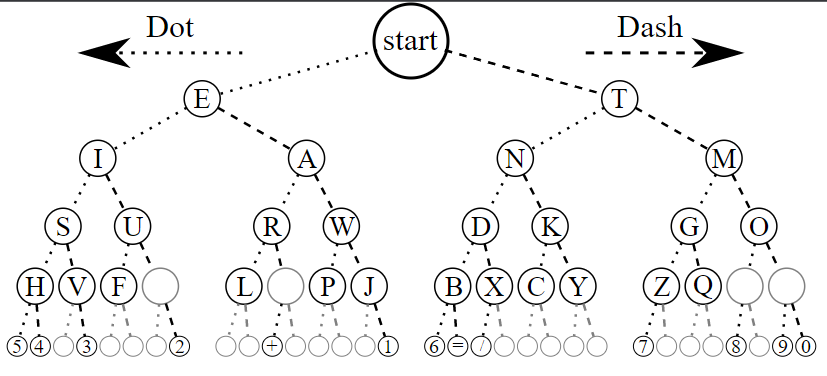 Dot start Dash
E T
I A N M
S U R W D K G O
H V F L P J B X C Y Z Q
5 4 3 2 + 1 6 = / 7 8 9 0